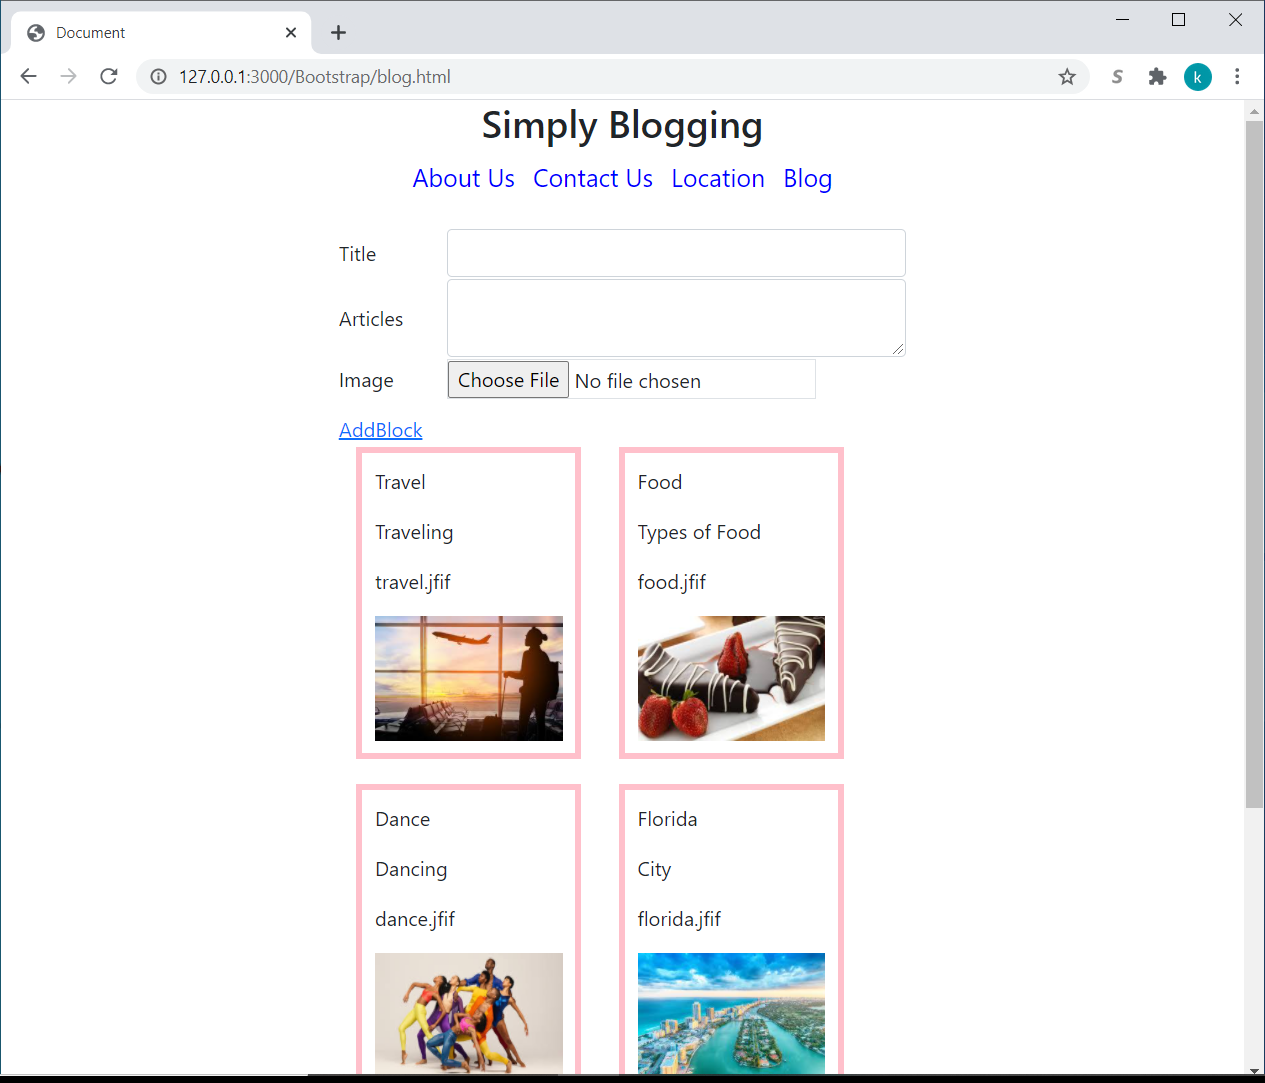 Document
127.0.0.1:3000/Bootstrap/blog.html
S
k
Simply Blogging
About Us Contact Us Location Blog
Title
Articles
Image Choose File No file chosen
AddBlock
Travel
Traveling
travel.jfif
Food
Types of Food
food.jfif
Dance
Dancing
dance.jfif
Florida
City
florida.jfif